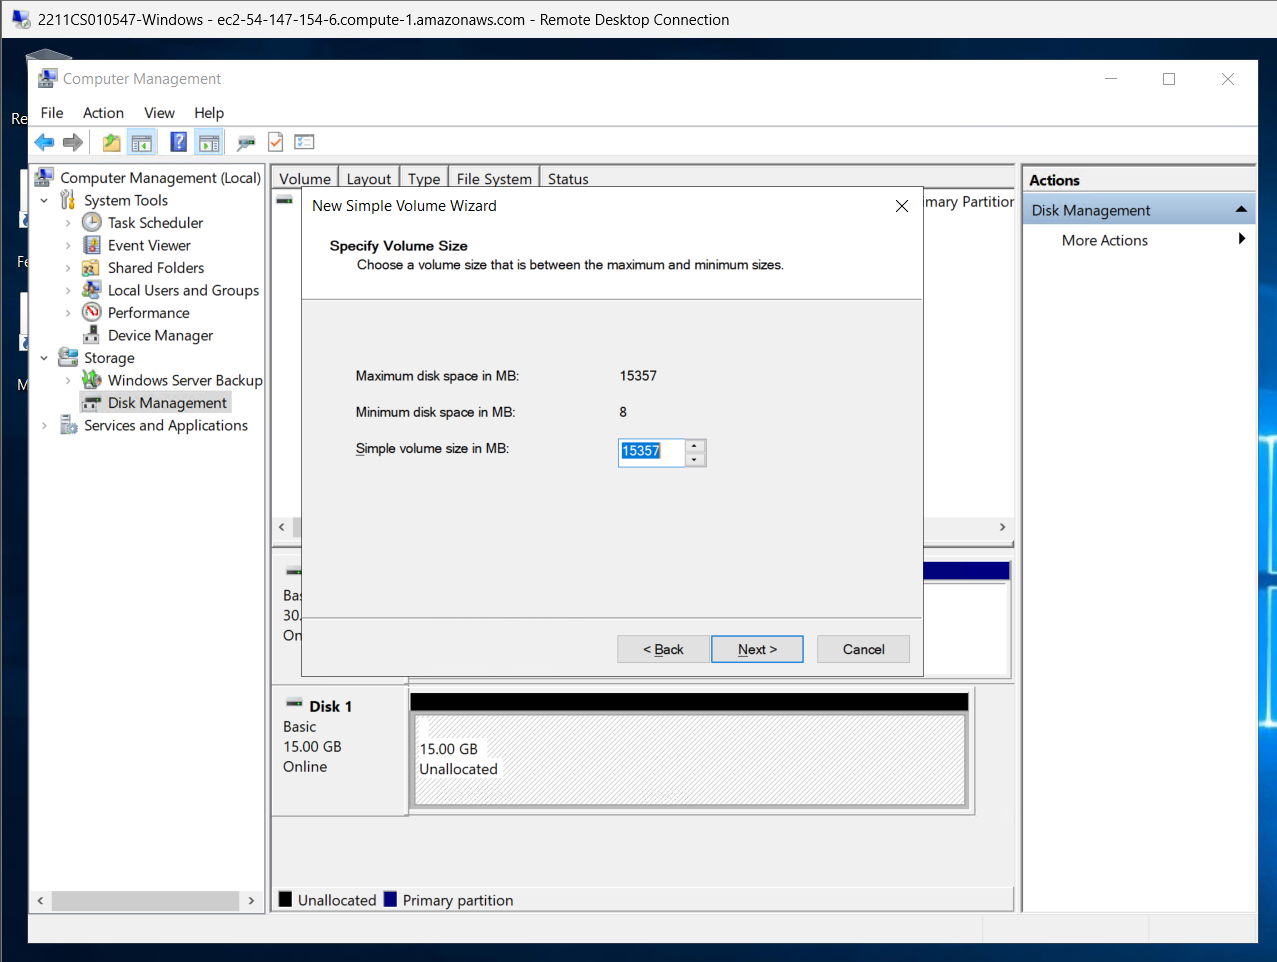 2211CS010547-Windows - ec2-54-147-154-6.compute-1.amazonaws.com - Remote Desktop Connection
Computer Management
File Action View Help
Computer Management (Local)
System Tools
Task Scheduler
Event Viewer
Shared Folders
Local Users and Groups
Performance
Device Manager
Storage
Windows Server Backup
Disk Management
Services and Applications
Volume Layout Type File System Status
mary Partition
New Simple Volume Wizard
Specify Volume Size
Choose a volume size that is between the maximum and minimum sizes.
Maximum disk space in MB: 15357
Minimum disk space in MB: 8
Simple volume size in MB: 15357
< Back Next > Cancel
Bas
30.
On
Disk 1
Basic
15.00 GB
Online
15.00 GB
Unallocated
Unallocated Primary partition
Actions
Disk Management
More Actions
Re
Fe
M